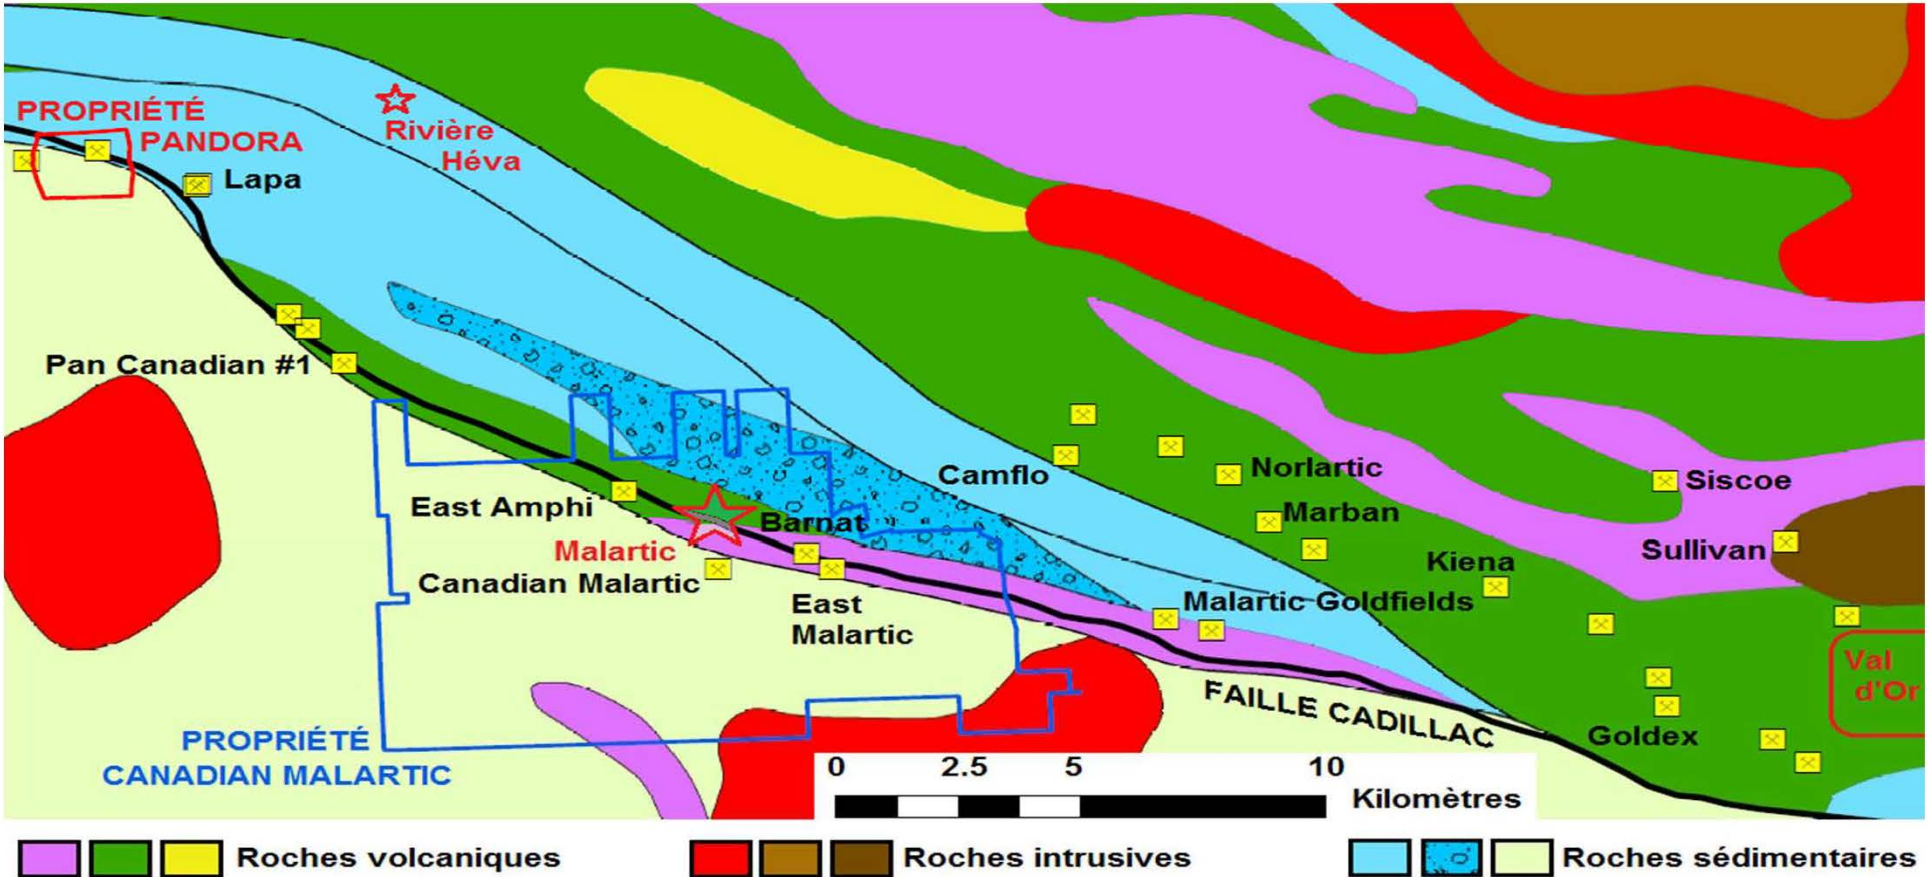 PROPRIÉTÉ
PANDORA
Rivière
Héva
Lapa
Pan Canadian #1
Camflo
Norlartic
Siscoe
East Amphi
Barnat
Marban
Malartic
Sullivan
Canadian Malartic
Kiena
East
Malartic
Malartic Goldfields
Val
d'Or
FAILLE CADILLAC
Goldex
PROPRIÉTÉ
CANADIAN MALARTIC
0 2.5 5 10
Kilomètres
Roches volcaniques
Roches intrusives
Roches sédimentaires